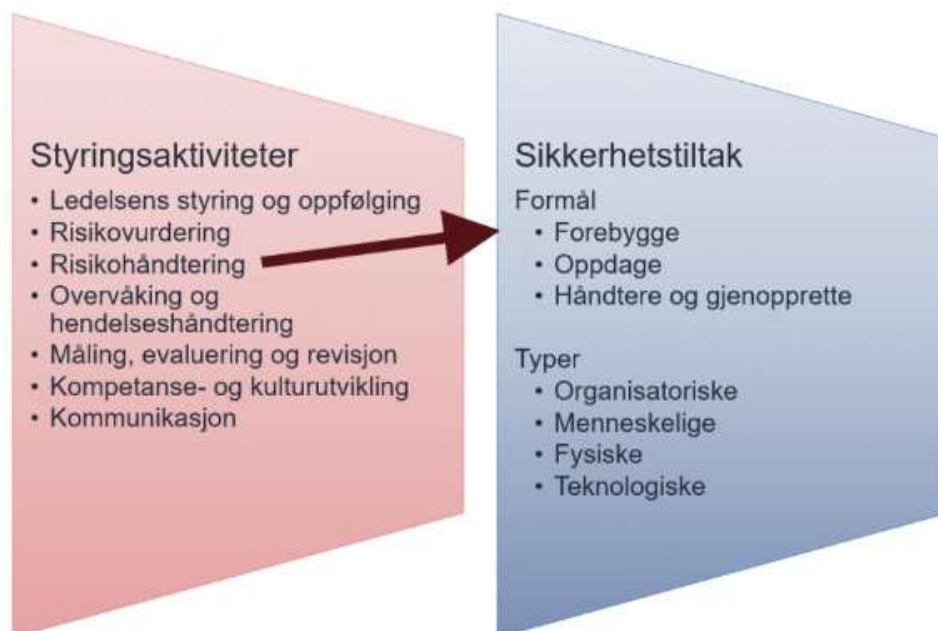 Styringsaktiviteter
• Ledelsens styring og oppfølging
• Risikovurdering
• Risikohåndtering
• Overvåking og
hendelseshåndtering
• Måling, evaluering og revisjon
• Kompetanse- og kulturutvikling
• Kommunikasjon
Sikkerhetstiltak
Formål
• Forebygge
• Oppdage
• Håndtere og gjenopprette
Typer
• Organisatoriske
• Menneskelige
• Fysiske
• Teknologiske